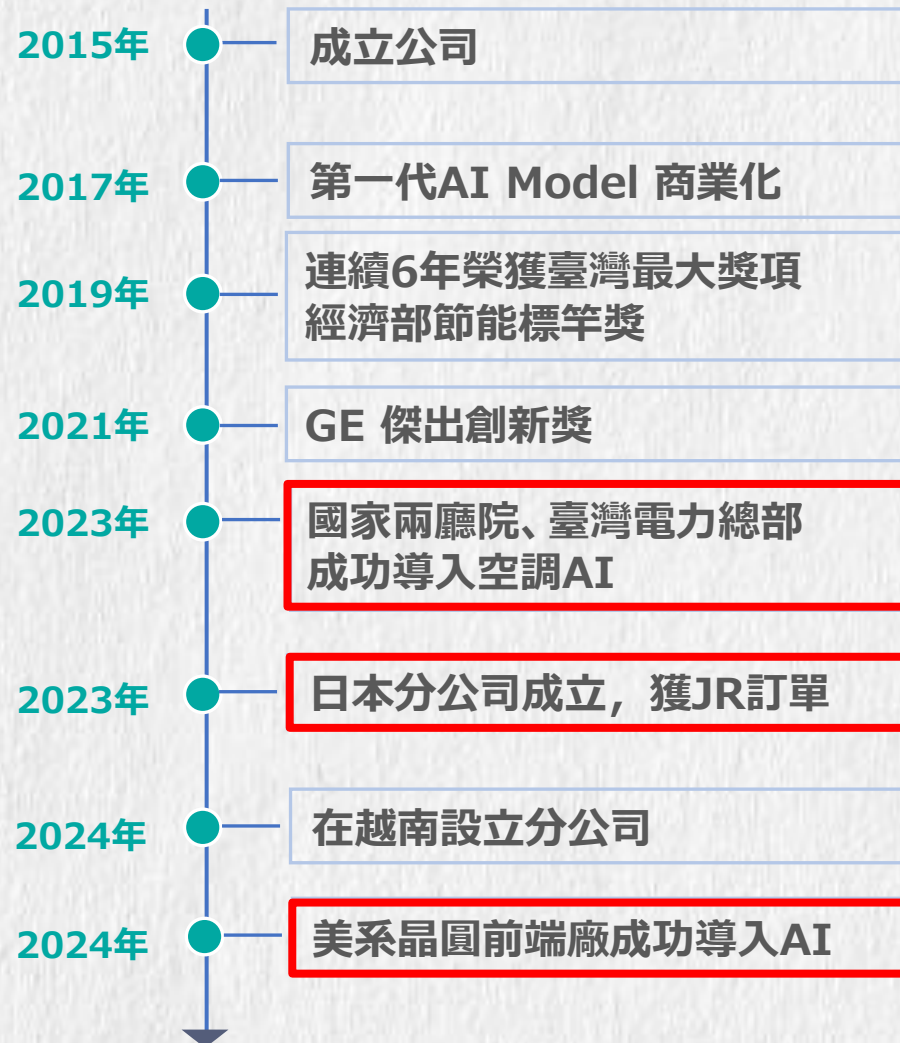 2015年
成立公司
2017年
第一代AI Model 商業化
2019年
連續6年榮獲臺灣最大獎項
經濟部節能標竿獎
2021年
GE 傑出創新獎
2023年
國家兩廳院、臺灣電力總部
成功導入空調AI
2023年
日本分公司成立，獲JR訂單
2024年
在越南設立分公司
2024年
美系晶圓前端廠成功導入AI